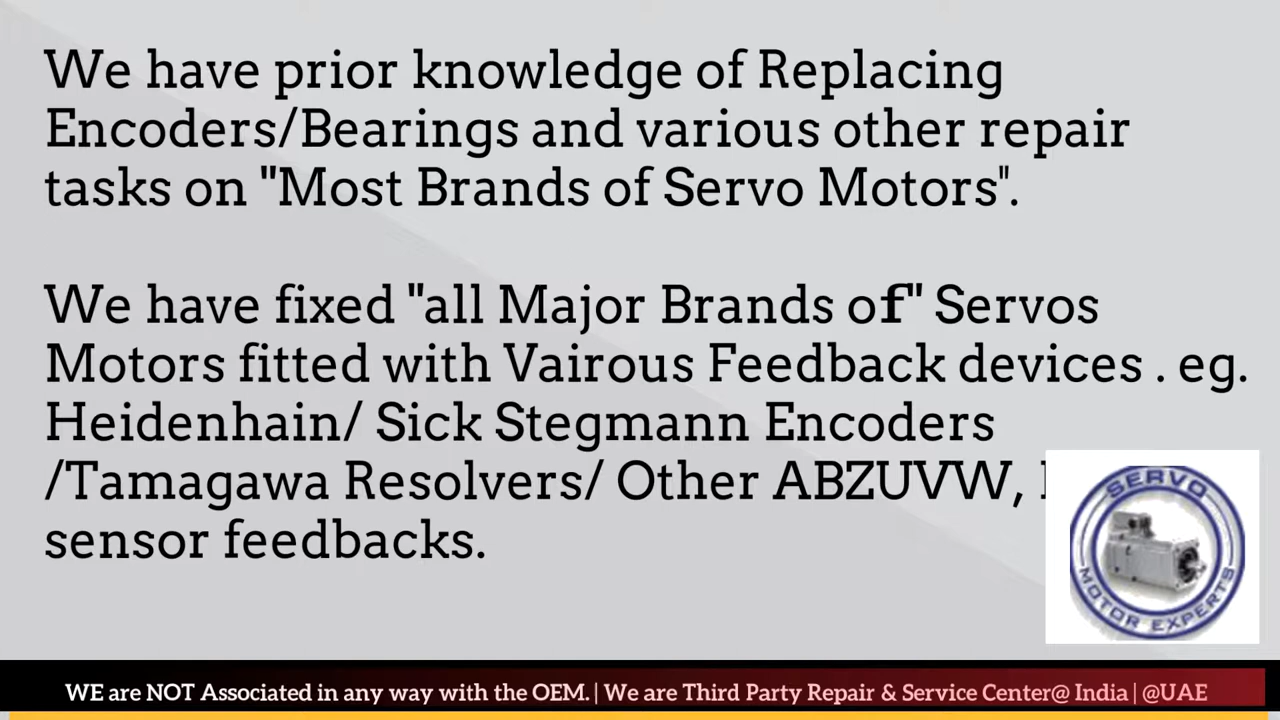 We have prior knowledge of Replacing
Encoders/Bearings and various other repair
tasks on "Most Brands of Servo Motors".
We have fixed "all Major Brands of" Servos
Motors fitted with Vairous Feedback devices . eg.
Heidenhain/ Sick Stegmann Encoders
/Tamagawa Resolvers/ Other ABZUVW,
sensor feedbacks.
SERVO
MOTOR EXPERTS
WE are NOT Associated in any way with the OEM. | We are Third Party Repair & Service Center@ India | @UAE